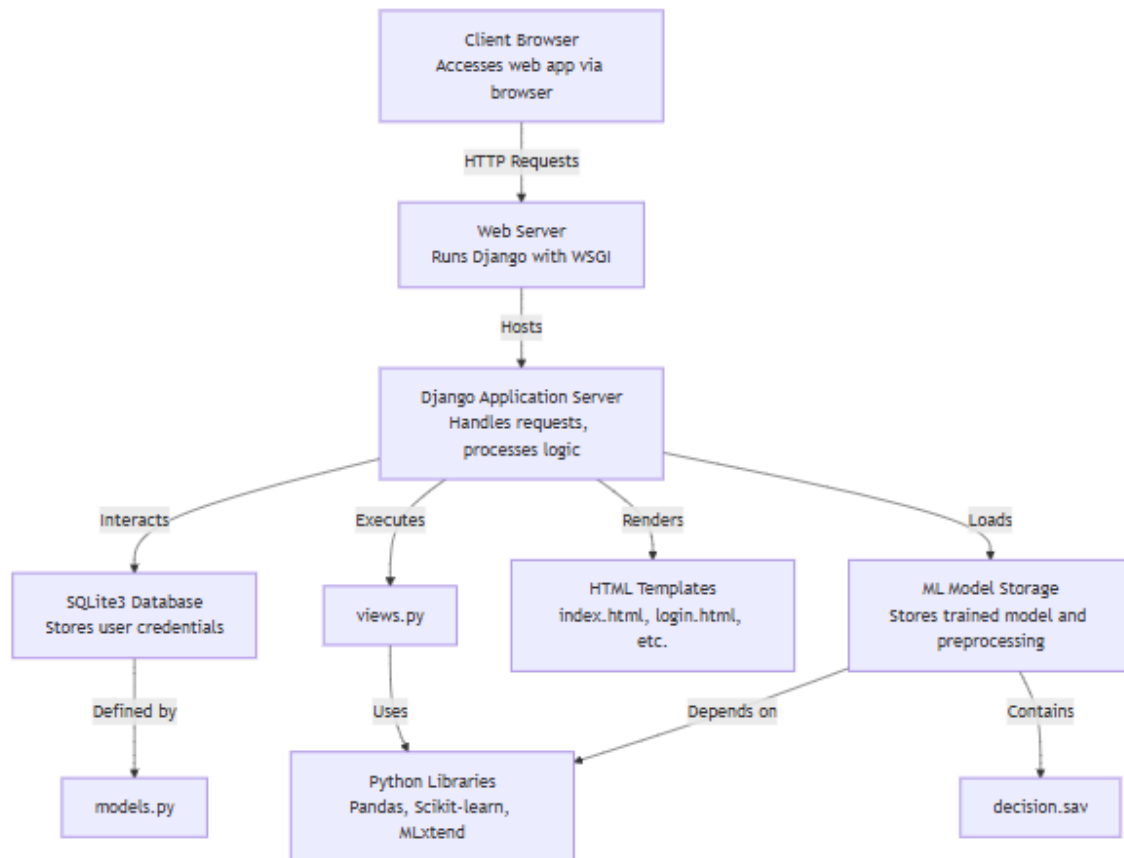 Client Browser
Accesses web app via
browser
HTTP Requests
Web Server
Runs Django with WSGI
Hosts
Django Application Server
Handles requests,
processes logic
Interacts
Executes
Renders
Loads
SQLite3 Database
Stores user credentials
views.py
HTML Templates
index.html, login.html,
etc.
ML Model Storage
Stores trained model and
preprocessing
Defined by
Uses
Depends on
Contains
models.py
Python Libraries
Pandas, Scikit-learn,
MLxtend
decision.sav